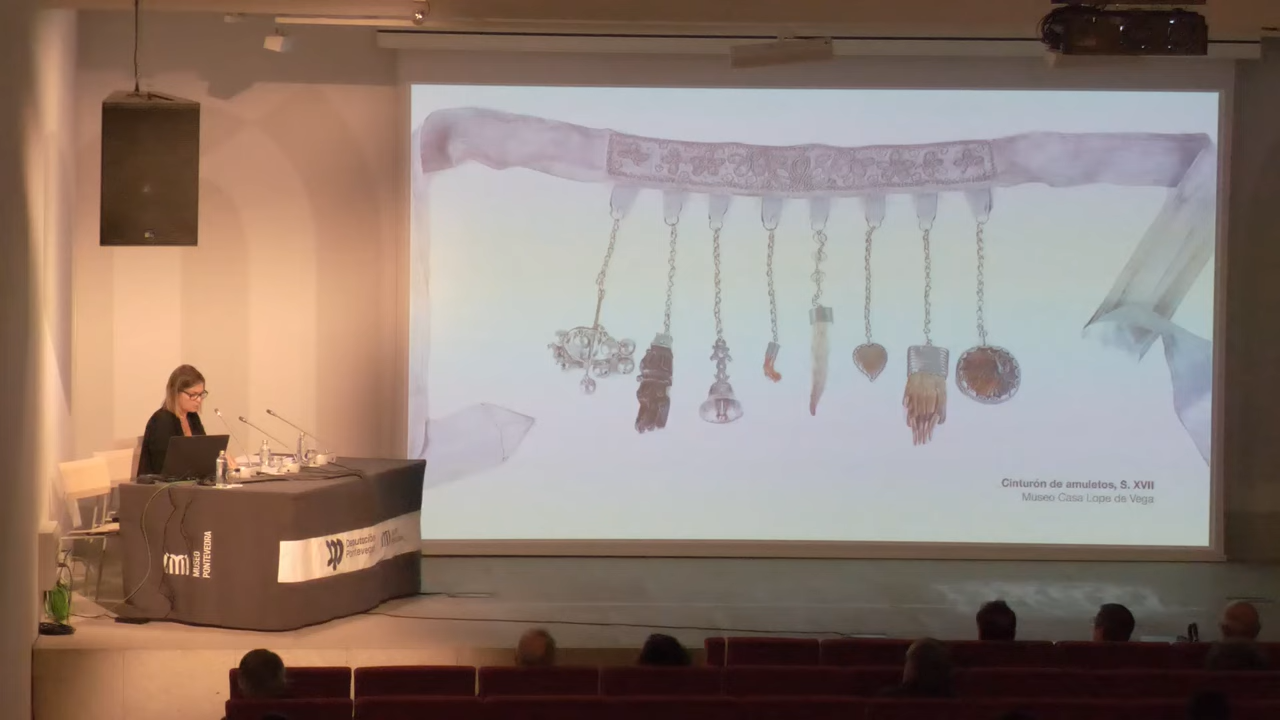 Cinturón de amuletos, S. XVII
Museo Casa Lope de Vega
MUSEO
PONTEVEDRA
Deputación
Pontevedra